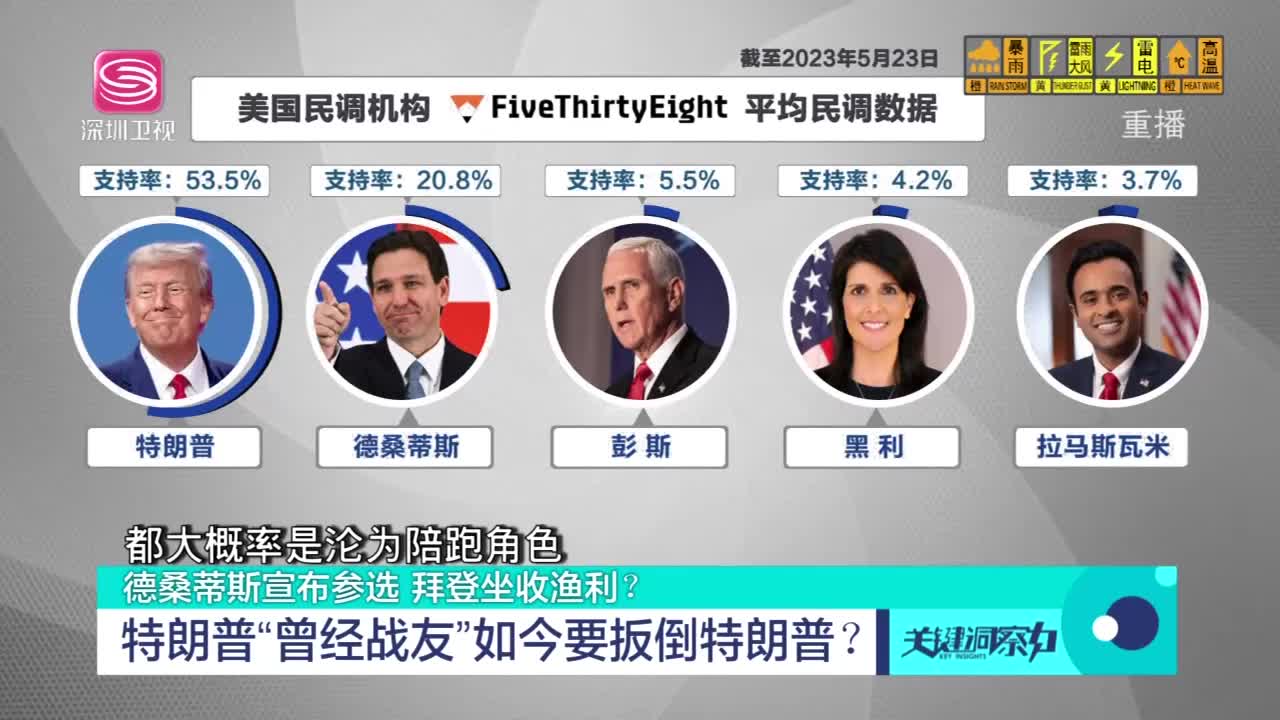 截至2023年5月23日
暴雨
雷雨大风
雷电
℃
高温
橙 RAIN STORM
黄 THUNDER GUST
黄 LIGHTNING
橙 HEAT WAVE
深圳卫视
美国民调机构 FiveThirtyEight 平均民调数据
重播
支持率：53.5%
支持率：20.8%
支持率：5.5%
支持率：4.2%
支持率：3.7%
特朗普
德桑蒂斯
彭斯
黑利
拉马斯瓦米
都大概率是沦为陪跑角色
德桑蒂斯宣布参选 拜登坐收渔利？
特朗普“曾经战友”如今要扳倒特朗普？
关键洞察力
KEY INSIGHTS